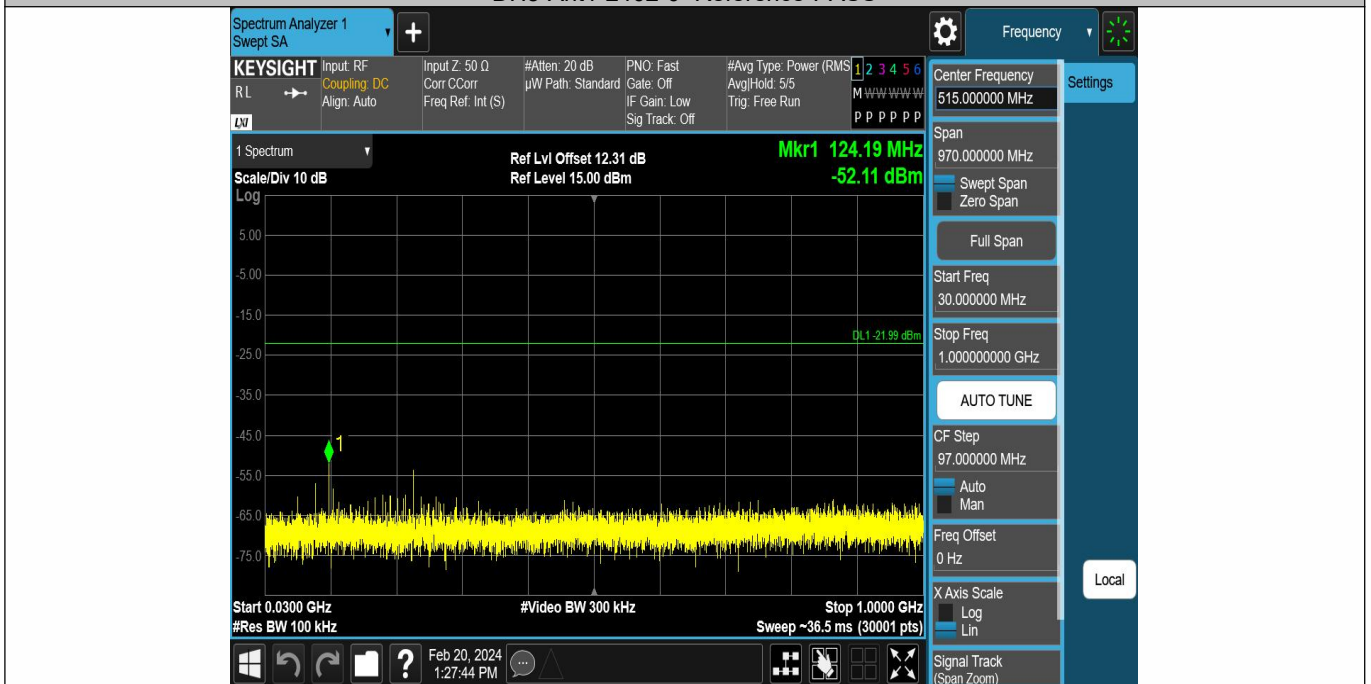 Spectrum Analyzer 1
Swept SA
+
Frequency
KEYSIGHT
RL
LXI
Input: RF
Coupling: DC
Align: Auto
Input Z: 50 Ω
Corr CCorr
Freq Ref: Int (S)
#Atten: 20 dB
µW Path: Standard
PNO: Fast
Gate: Off
IF Gain: Low
Sig Track: Off
#Avg Type: Power (RMS
Avg|Hold: 5/5
Trig: Free Run
1 2 3 4 5 6
M W W W W W
P P P P P P
Center Frequency
515.000000 MHz
Settings
1 Spectrum
Scale/Div 10 dB
Ref Lvl Offset 12.31 dB
Ref Level 15.00 dBm
Mkr1 124.19 MHz
-52.11 dBm
Span
970.000000 MHz
Swept Span
Zero Span
Full Span
Start Freq
30.000000 MHz
Stop Freq
1.000000000 GHz
AUTO TUNE
CF Step
97.000000 MHz
Auto
Man
Freq Offset
0 Hz
X Axis Scale
Log
Lin
Signal Track
(Span Zoom)
Local
Log
5.00
-5.00
-15.0
-25.0
-35.0
-45.0
-55.0
-65.0
-75.0
DL1 -21.99 dBm
1
Start 0.0300 GHz
#Res BW 100 kHz
#Video BW 300 kHz
Stop 1.0000 GHz
Sweep ~36.5 ms (30001 pts)
?
Feb 20, 2024
1:27:44 PM